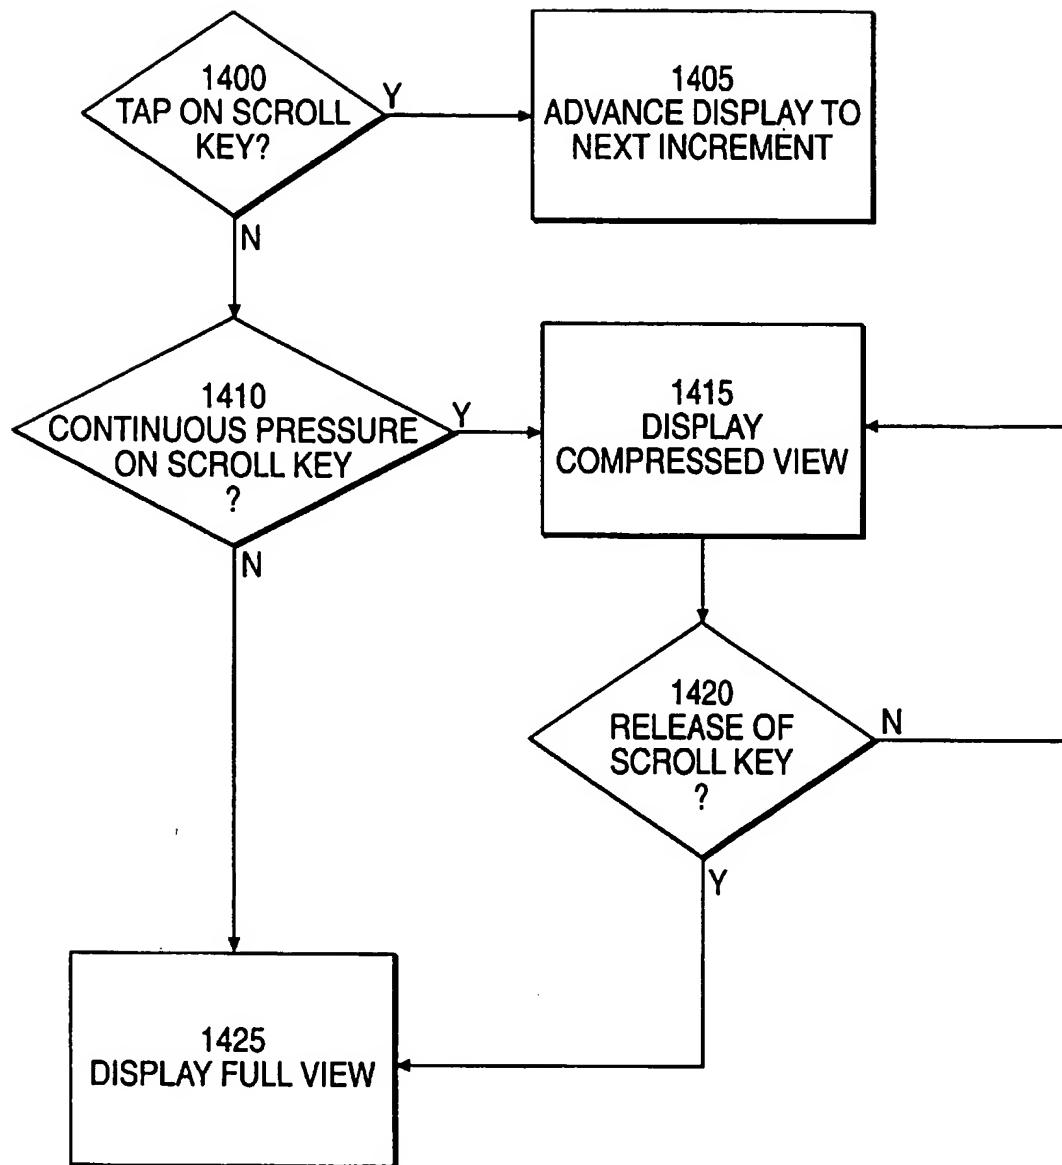 1400
TAP ON SCROLL
KEY?
Y
1405
ADVANCE DISPLAY TO
NEXT INCREMENT
N
1410
CONTINUOUS PRESSURE
ON SCROLL KEY
?
Y
1415
DISPLAY
COMPRESSED VIEW
N
1420
RELEASE OF
SCROLL KEY
?
N
Y
1425
DISPLAY FULL VIEW